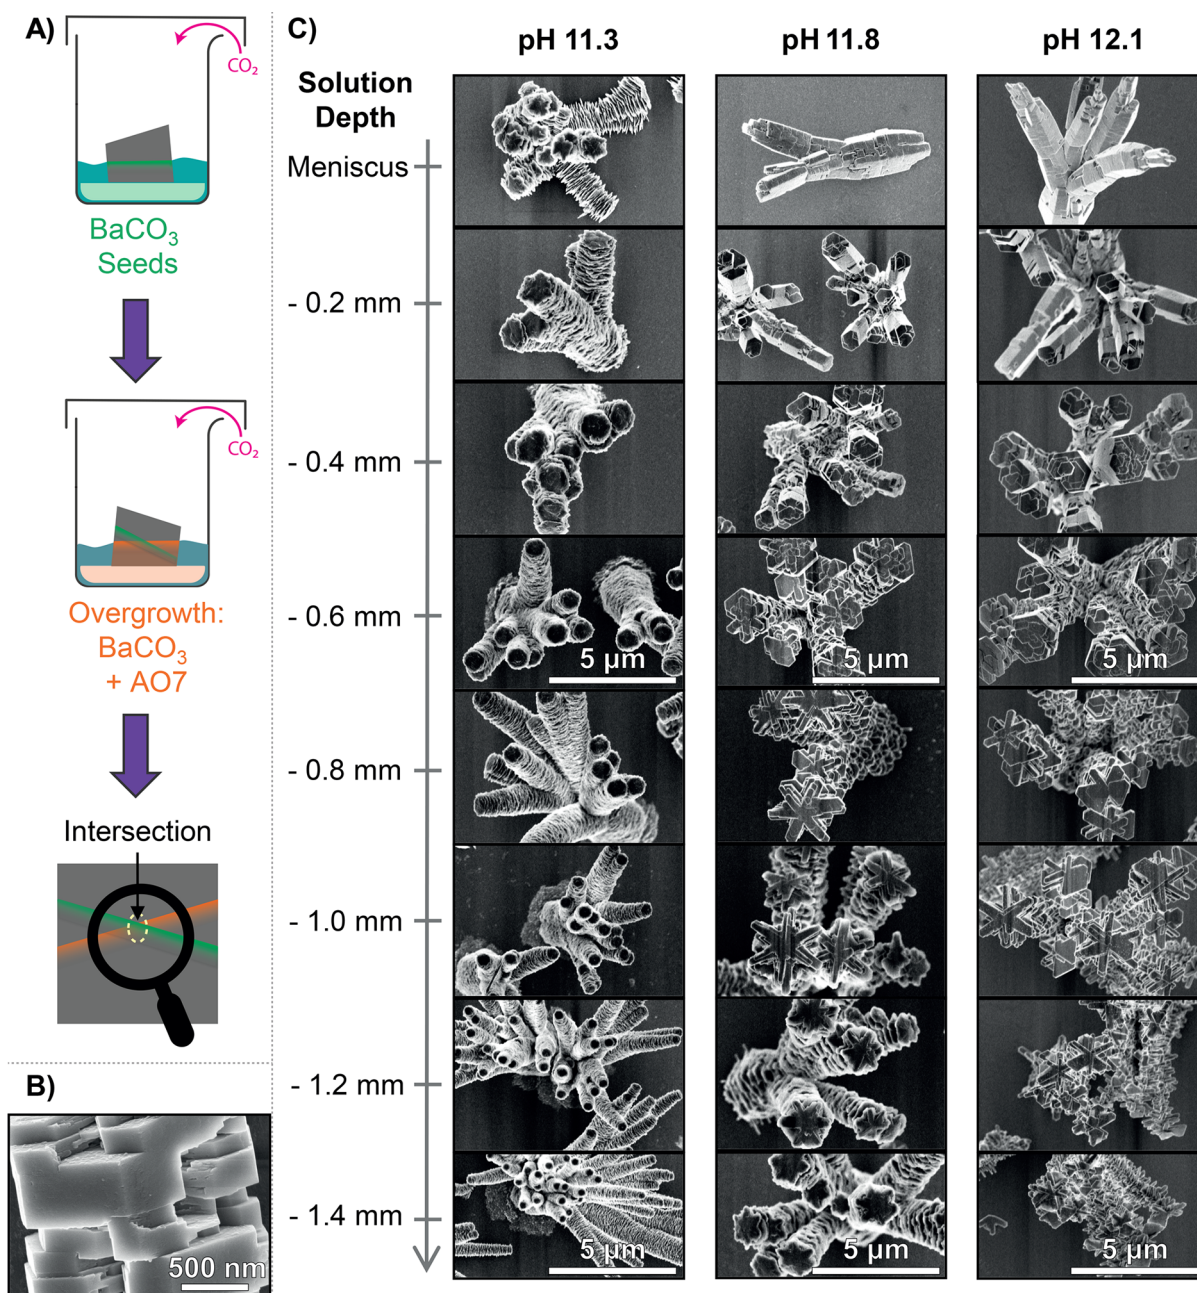 A)
CO₂
BaCO₃
Seeds
CO₂
Overgrowth:
BaCO₃
+ AO7
Intersection
B)
500 nm
C)
pH 11.3
pH 11.8
pH 12.1
Solution
Depth
Meniscus
- 0.2 mm
- 0.4 mm
- 0.6 mm
5 µm
5 µm
5 µm
- 0.8 mm
- 1.0 mm
- 1.2 mm
- 1.4 mm
5 µm
5 µm
5 µm